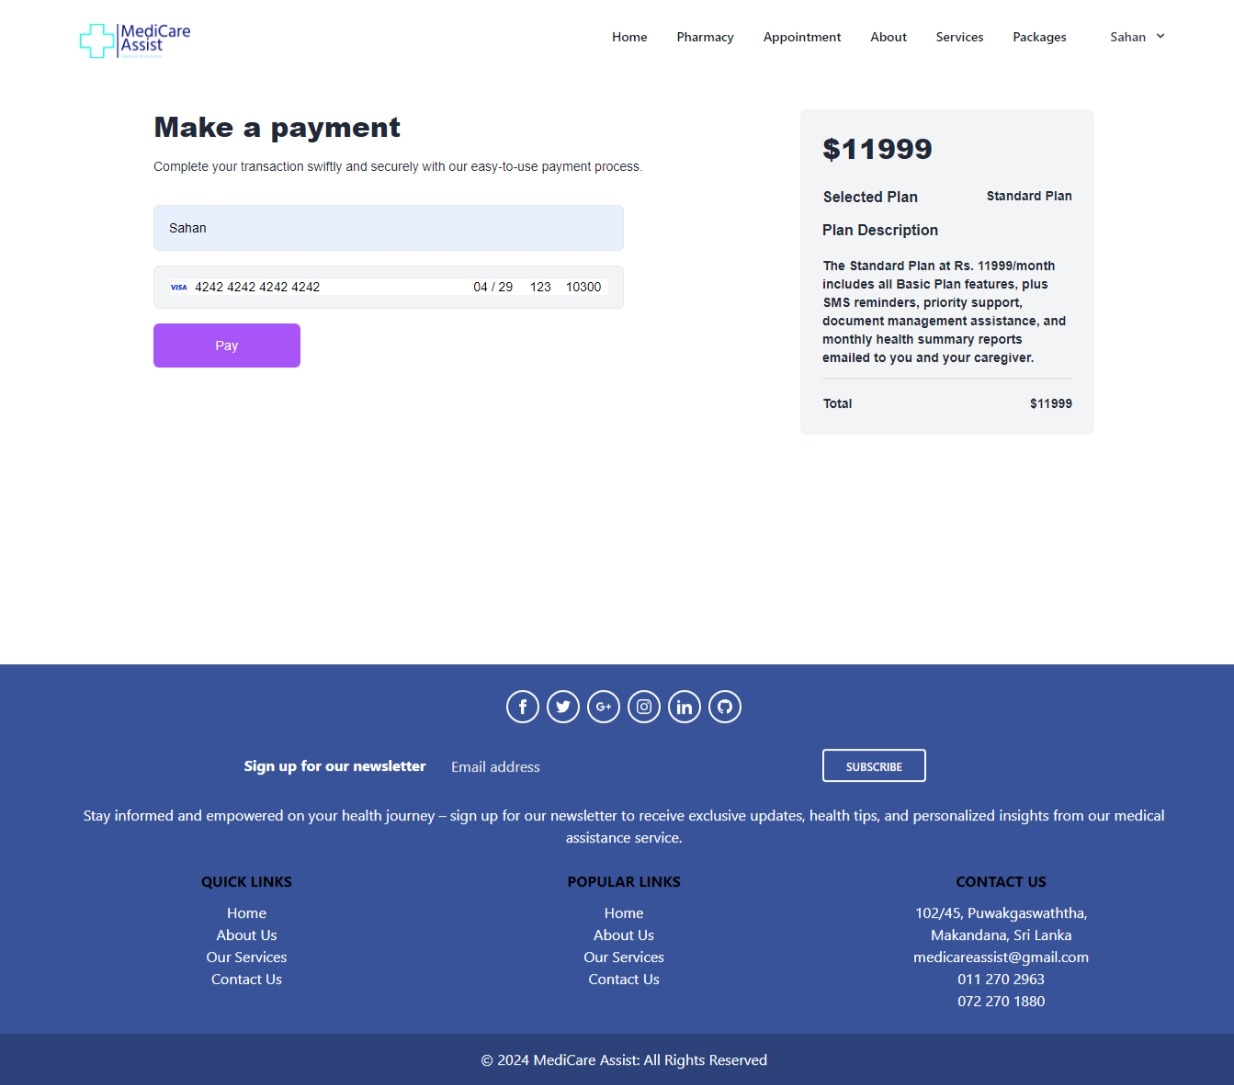 MediCare
Assist
Home Pharmacy Appointment About Services Packages Sahan
Make a payment
Complete your transaction swiftly and securely with our easy-to-use payment process.
Sahan
VISA 4242 4242 4242 4242 04 / 29 123 10300
Pay
$11999
Selected Plan Standard Plan
Plan Description
The Standard Plan at Rs. 11999/month
includes all Basic Plan features, plus
SMS reminders, priority support,
document management assistance, and
monthly health summary reports
emailed to you and your caregiver.
Total $11999
Sign up for our newsletter Email address SUBSCRIBE
Stay informed and empowered on your health journey – sign up for our newsletter to receive exclusive updates, health tips, and personalized insights from our medical
assistance service.
QUICK LINKS
Home
About Us
Our Services
Contact Us
POPULAR LINKS
Home
About Us
Our Services
Contact Us
CONTACT US
102/45, Puwakgaswaththa,
Makandana, Sri Lanka
medicareassist@gmail.com
011 270 2963
072 270 1880
© 2024 MediCare Assist: All Rights Reserved